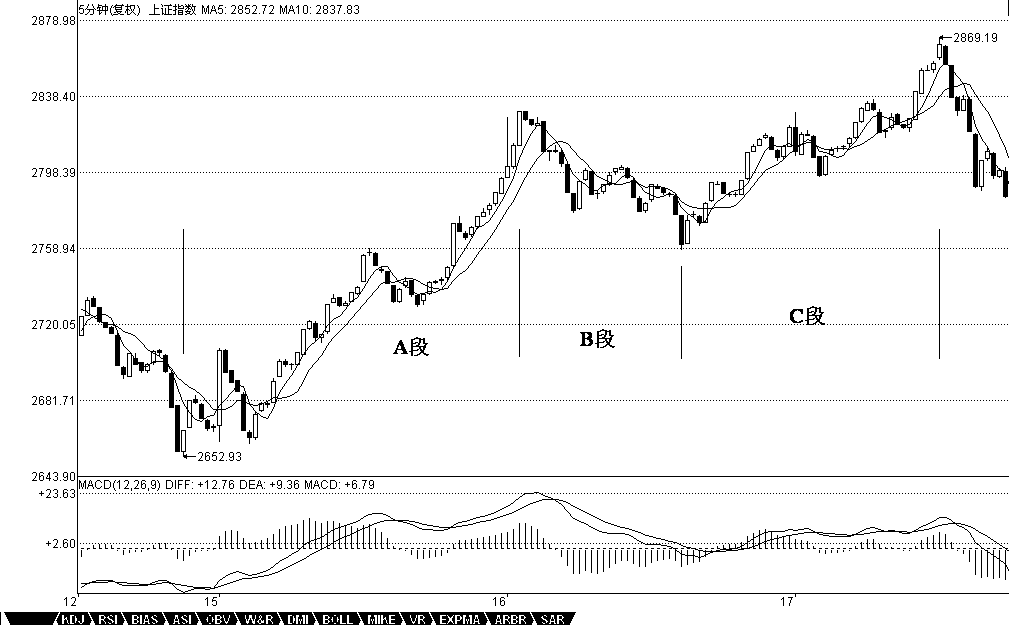 5分钟(复权) 上证指数 MA5: 2852.72 MA10: 2837.83
2878.98
2869.19
2838.40
2798.39
2758.94
2720.05
A段
B段
C段
2681.71
2652.93
2643.90
MACD(12,26,9) DIFF: +12.76 DEA: +9.36 MACD: +6.79
+23.63
+2.60
12 15 16 17
KDJ RSI BIAS ASI OBV W&R DMI BOLL MIKE VR EXPMA ARBR SAR